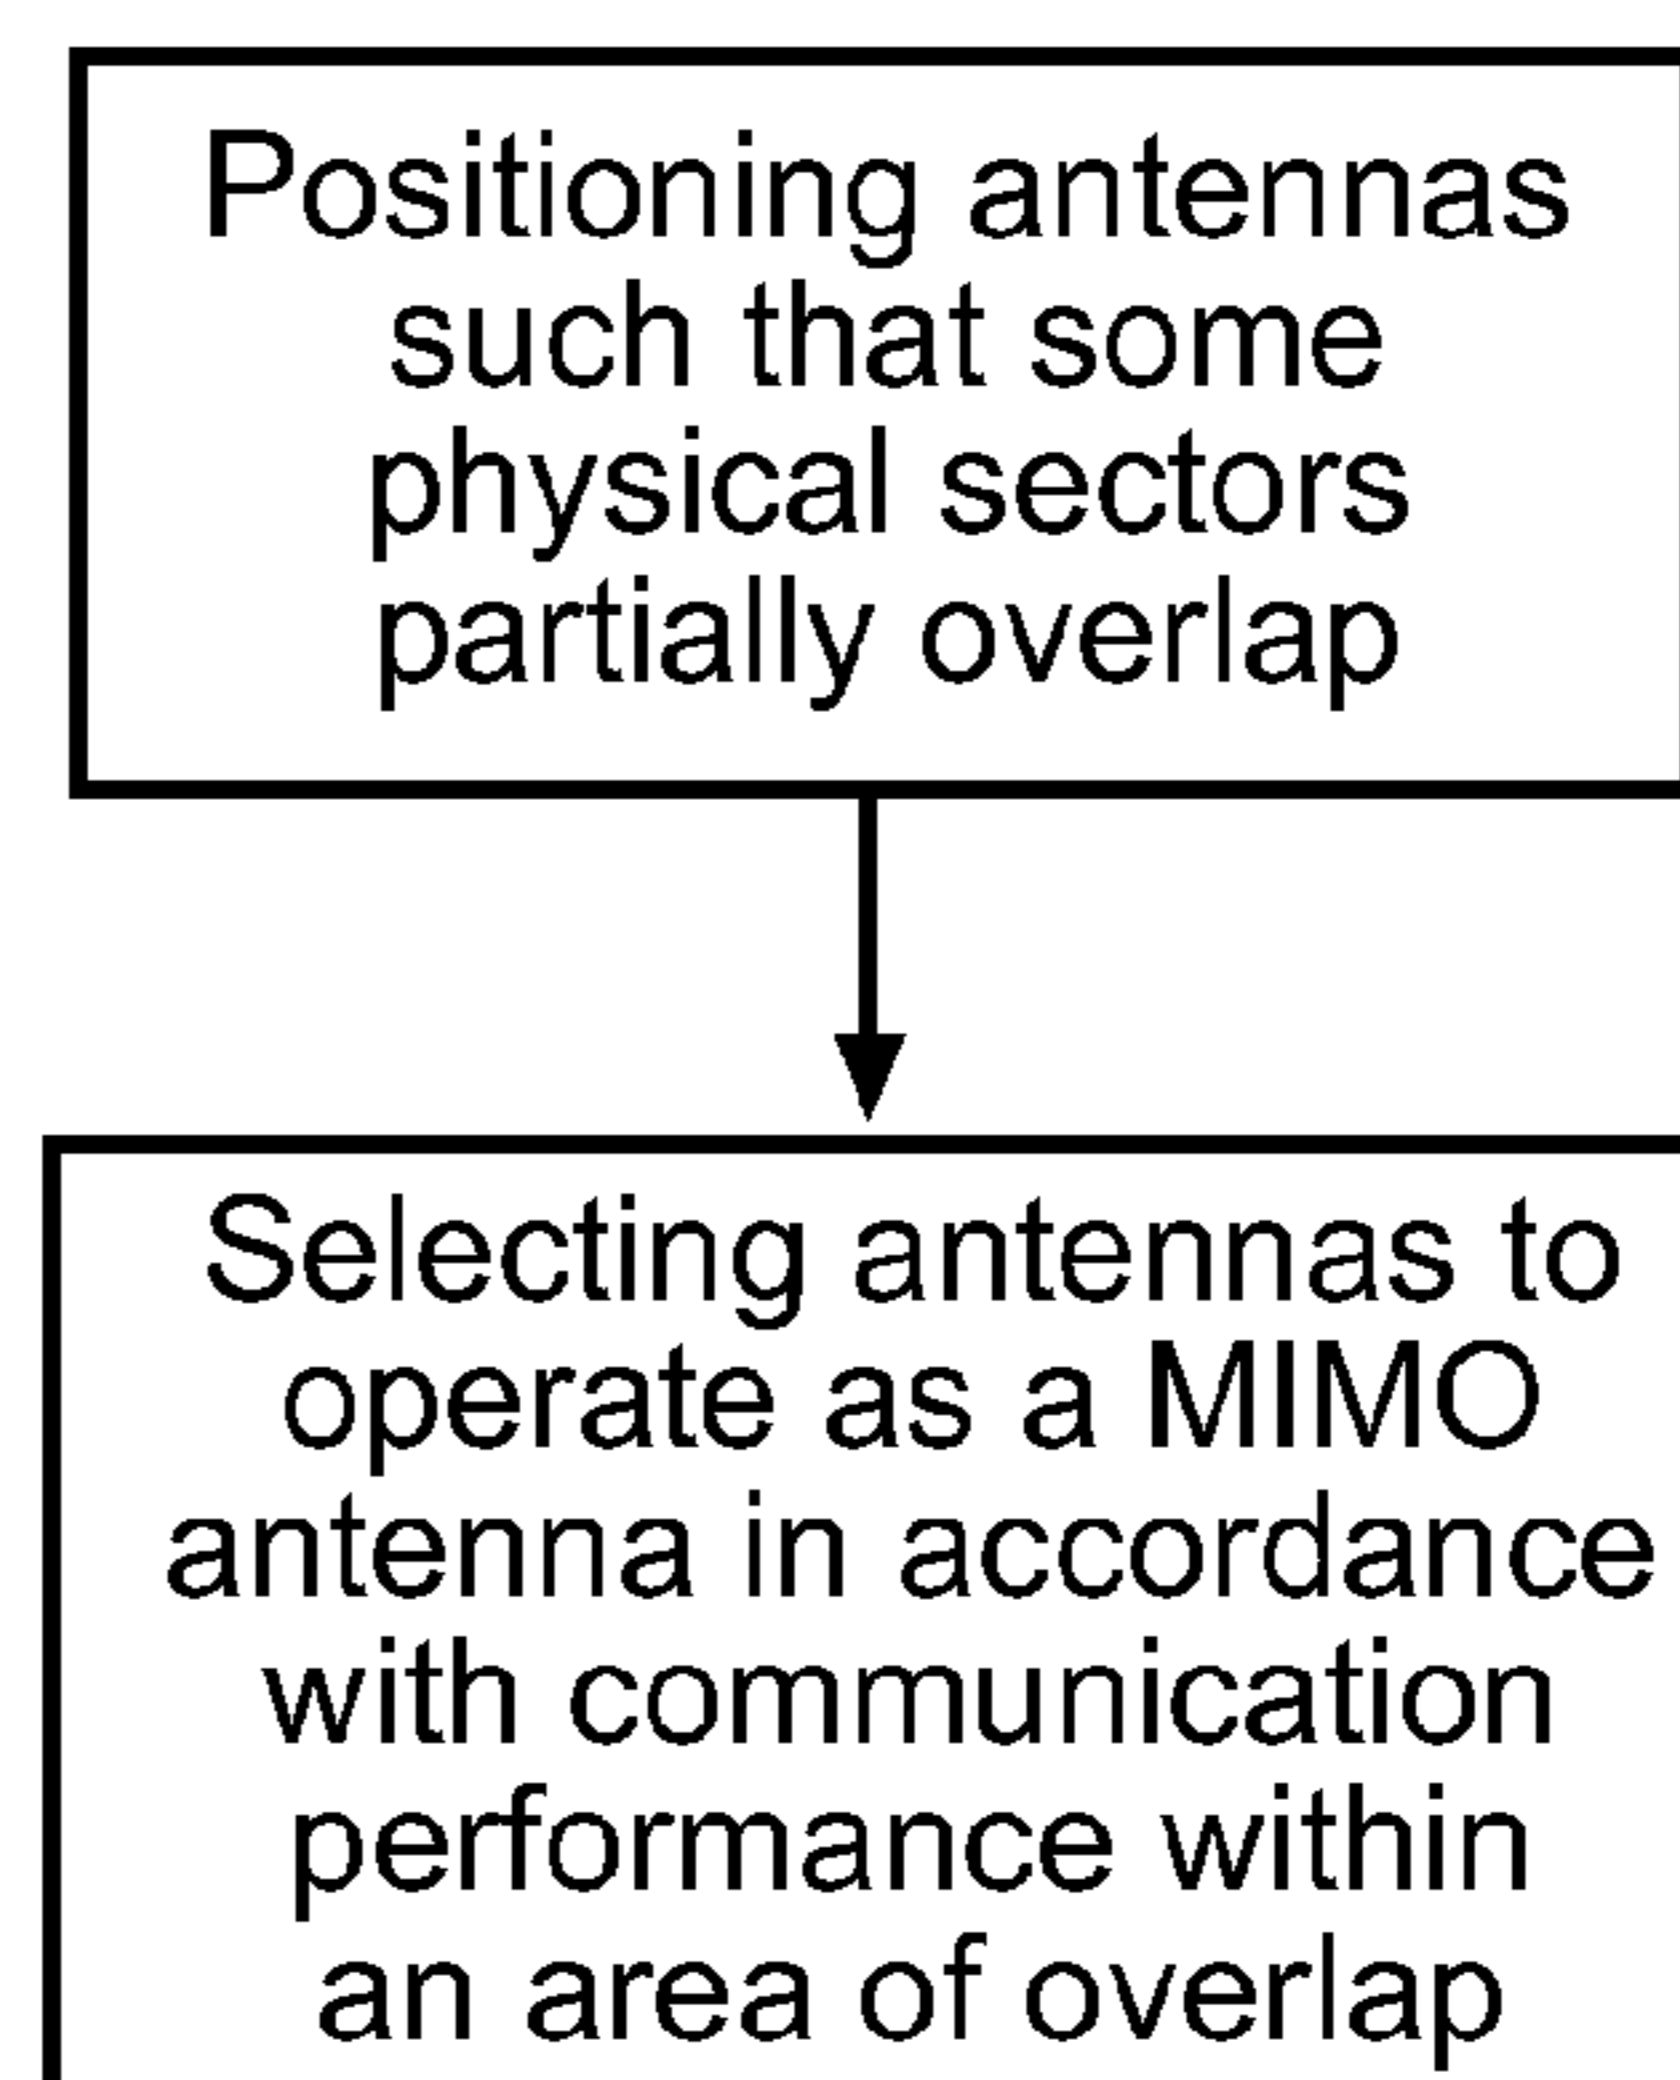 Positioning antennas
such that some
physical sectors
partially overlap
Selecting antennas to
operate as a MIMO
antenna in accordance
with communication
performance within
an area of overlap